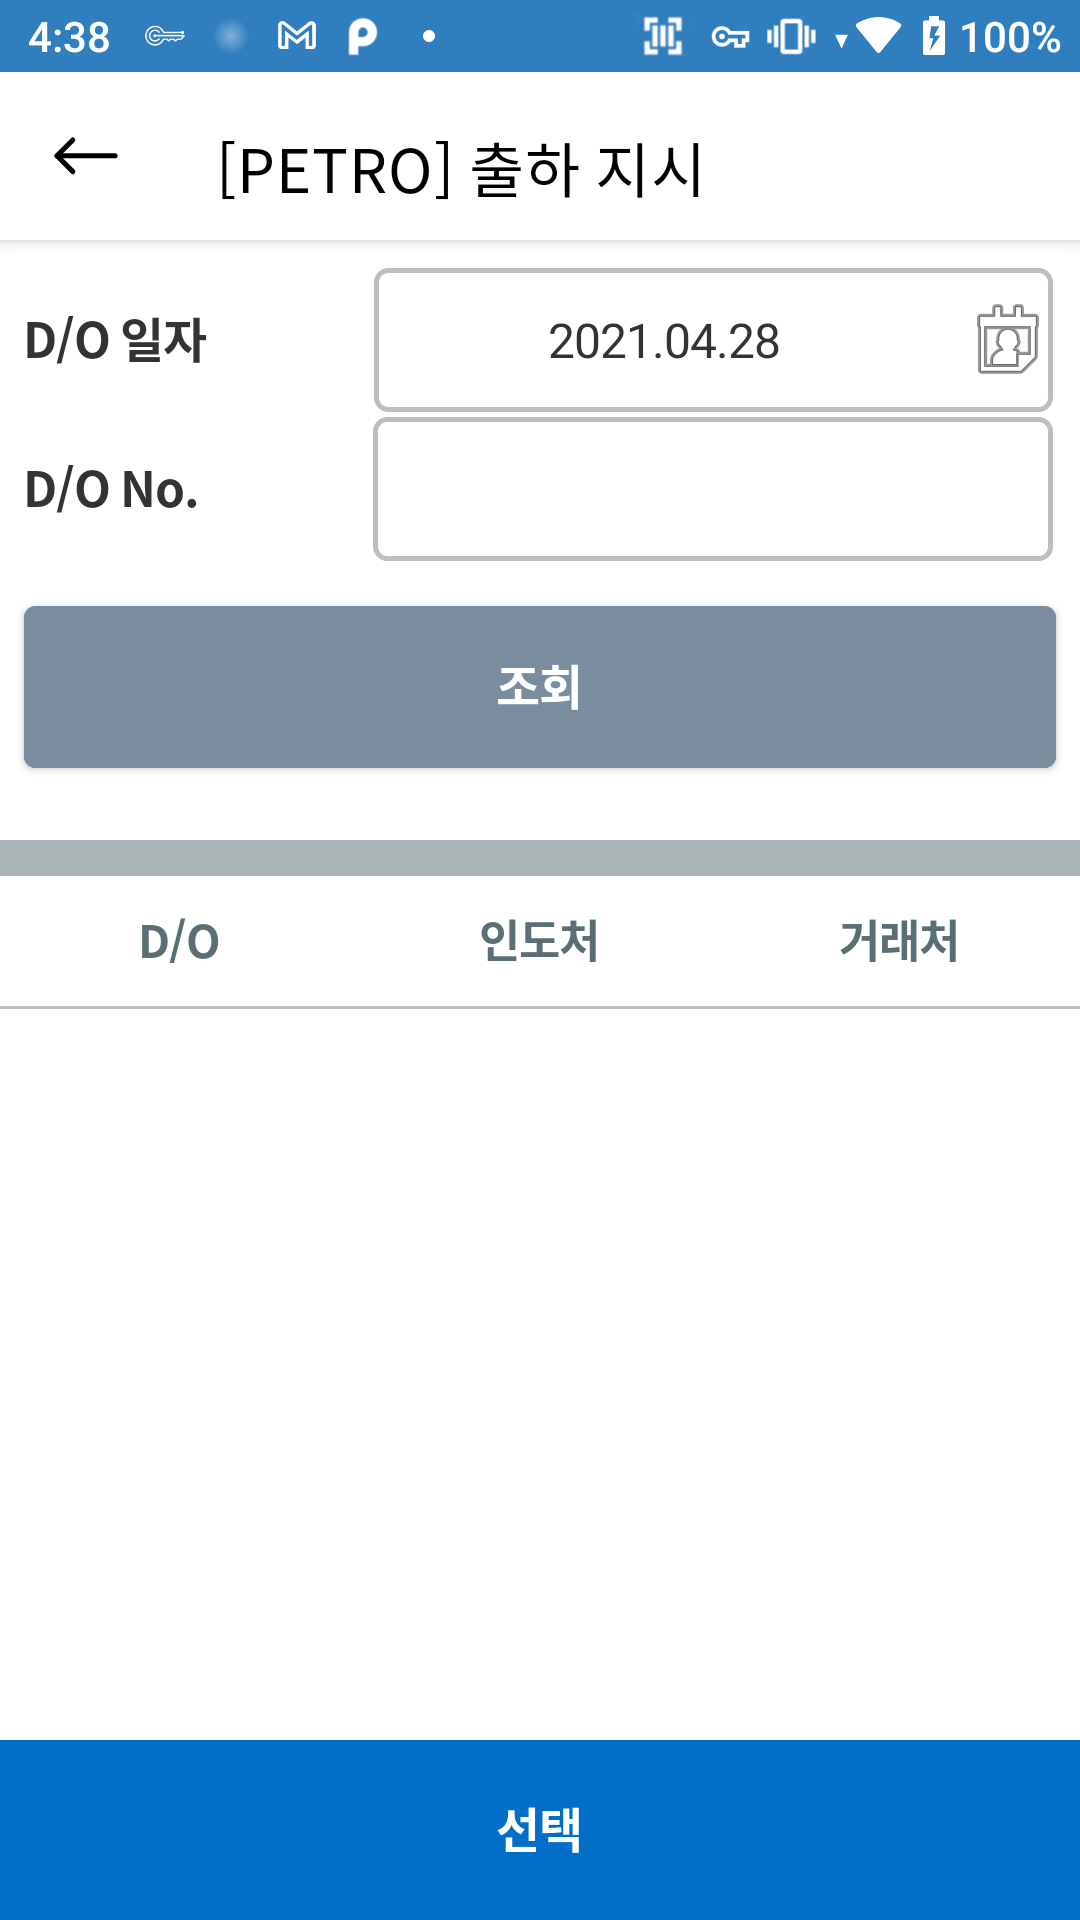 4:38 100%
[PETRO] 출하 지시
D/O 일자 2021.04.28
D/O No.
조회
D/O 인도처 거래처
선택